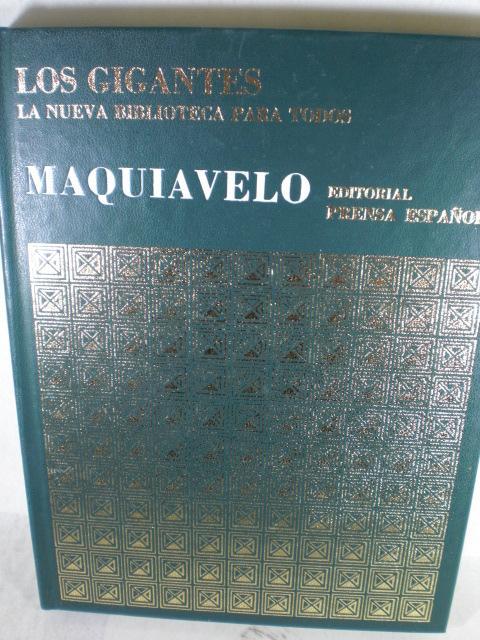 LOS GIGANTES
LA NUEVA BIBLIOTECA PARA TODOS
MAQUIAVELO
EDITORIAL
PRENSA ESPAÑOL